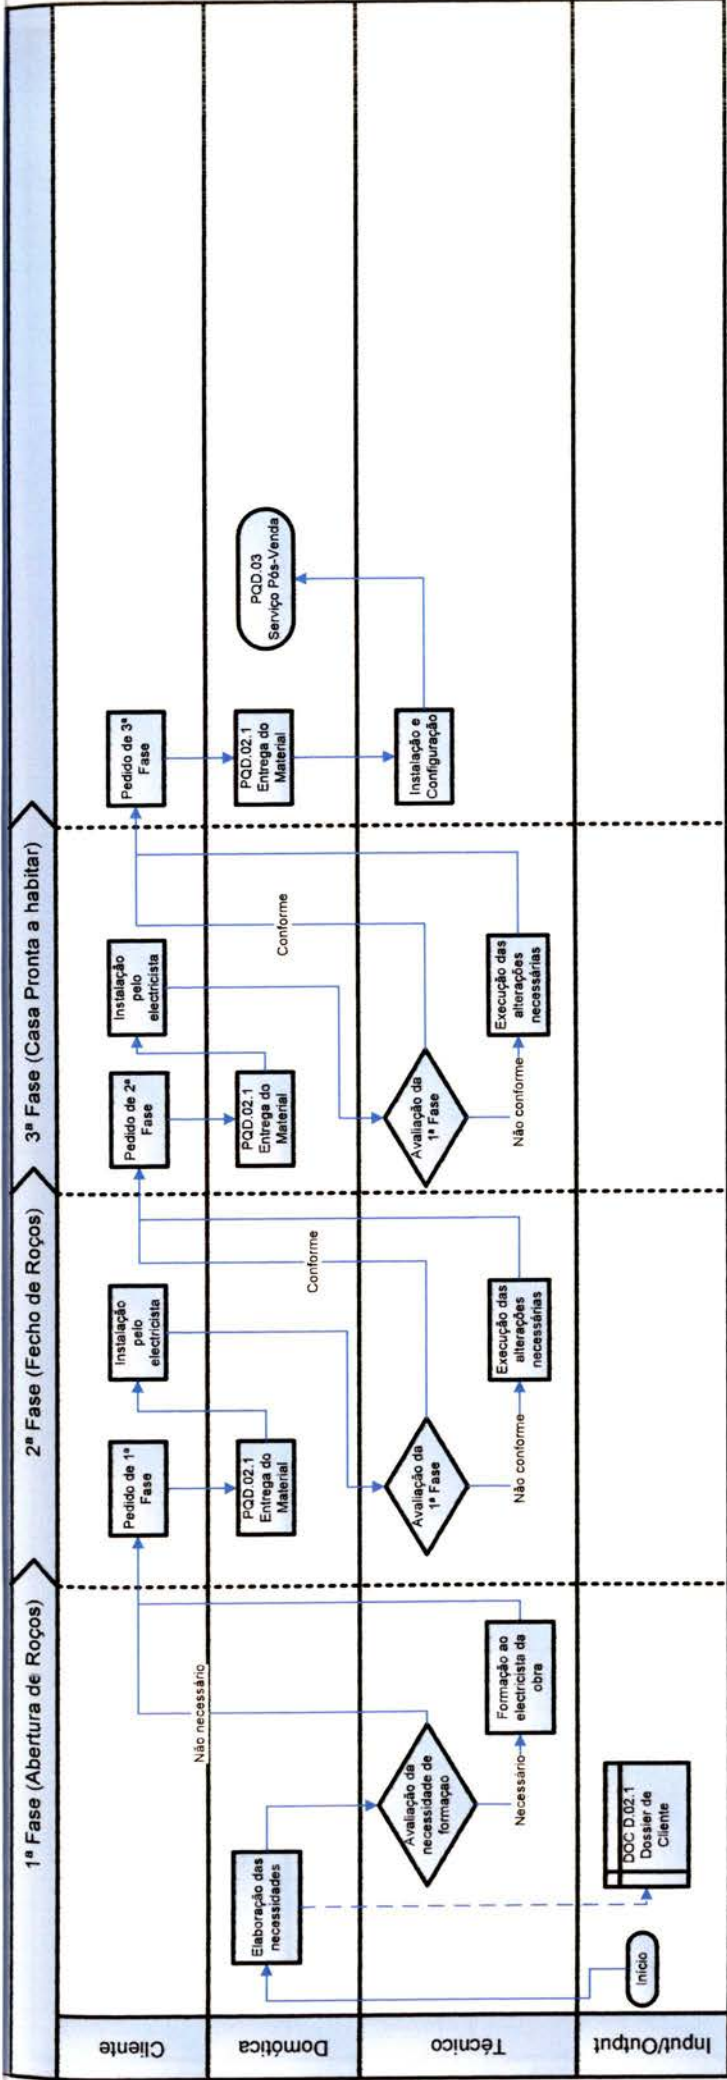 1ª Fase (Abertura de Roços)
2ª Fase (Fecho de Roços)
3ª Fase (Casa Pronta a habitar)
Cliente
Pedido de 1ª
Fase
Instalação
pelo
electricista
Pedido de 2ª
Fase
Instalação
pelo
electricista
Pedido de 3ª
Fase
Não necessário
Conforme
Conforme
Domótica
Elaboração das
necessidades
PQD.02.1
Entrega do
Material
PQD.02.1
Entrega do
Material
PQD.02.1
Entrega do
Material
PQD.03
Serviço Pós-Venda
Técnico
Avaliação da
necessidade de
formação
Necessário
Formação ao
electricista da
obra
Avaliação da
1ª Fase
Não conforme
Execução das
alterações
necessárias
Avaliação da
1ª Fase
Não conforme
Execução das
alterações
necessárias
Instalação e
Configuração
Input/Output
Início
DOC D.02.1
Dossier de
Cliente